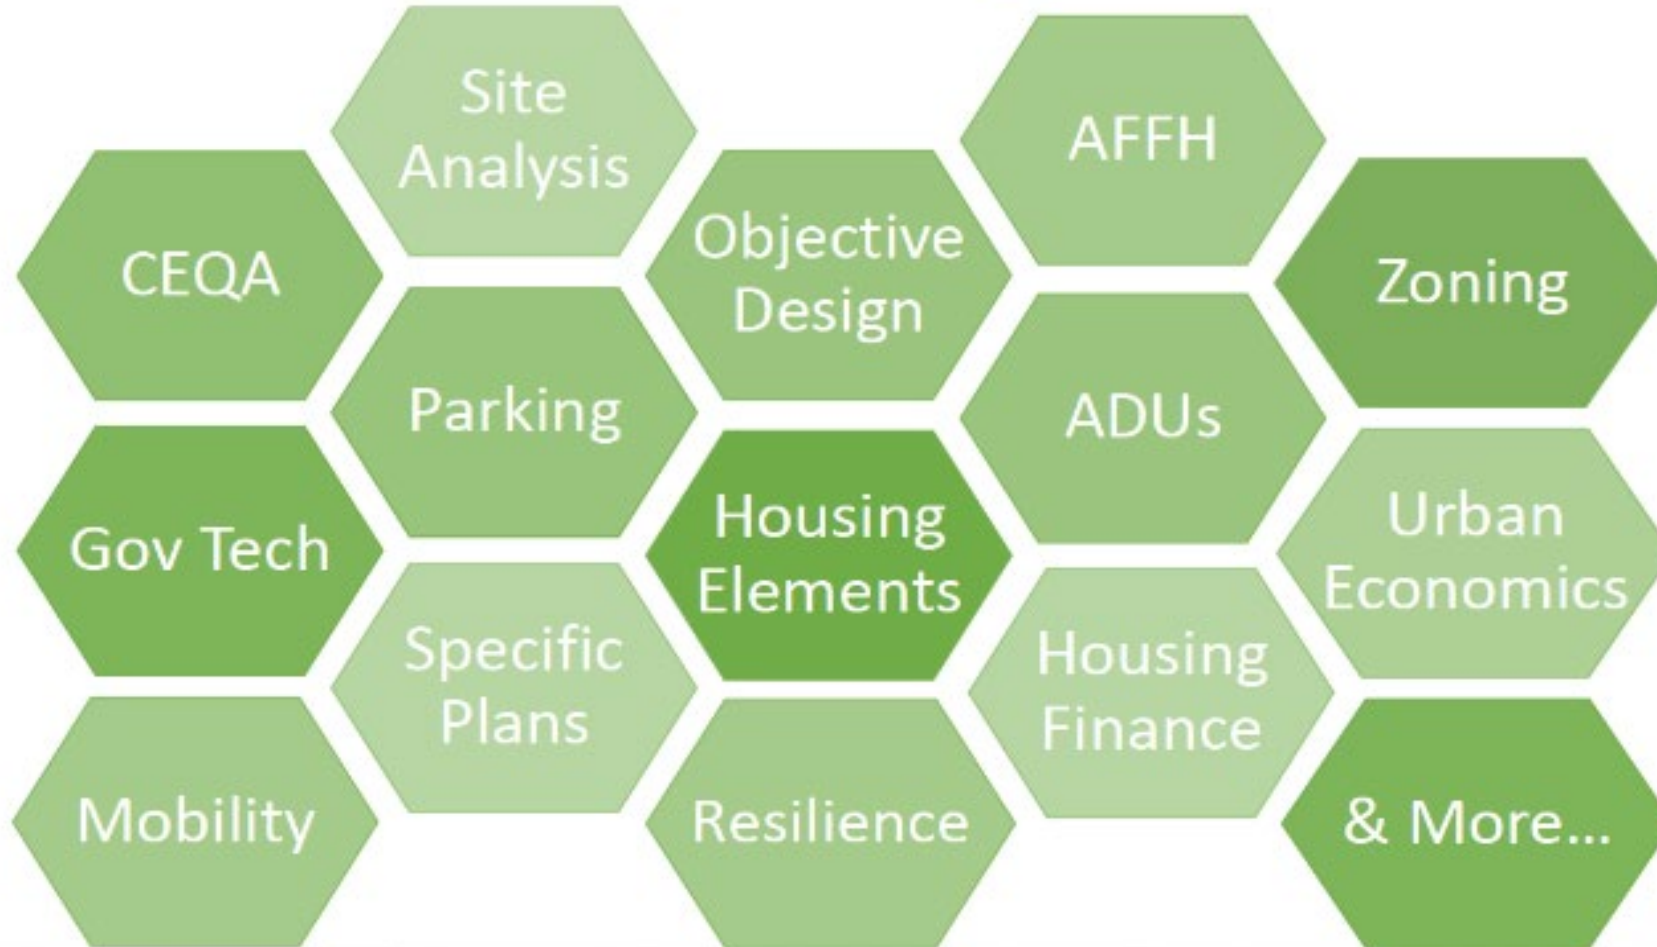 Site
Analysis
AFFH
CEQA
Objective
Design
Zoning
Parking
ADUs
Gov Tech
Housing
Elements
Urban
Economics
Specific
Plans
Housing
Finance
Mobility
Resilience
& More...